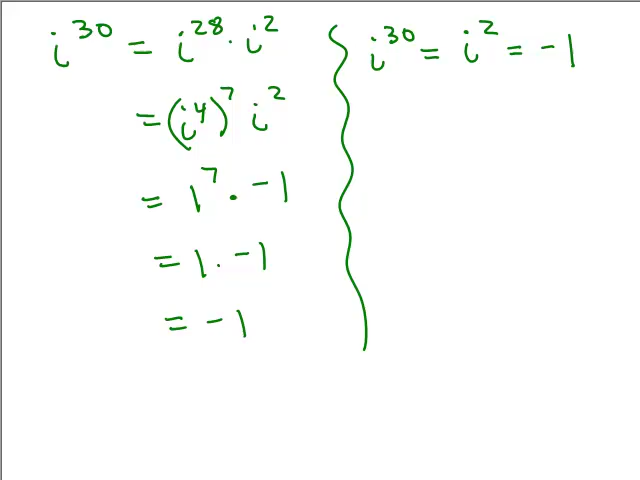 i^30 = i^28 · i^2
= (i^4)^7 i^2
= 1^7 · -1
= 1 · -1
= -1
i^30 = i^2 = -1